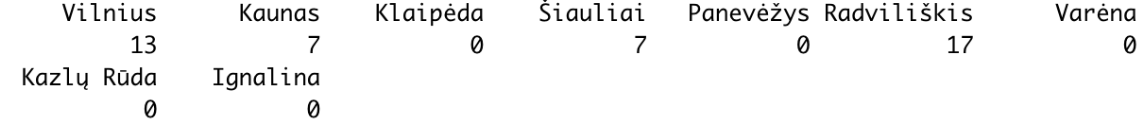 Vilnius Kaunas Klaipėda Šiauliai Panevėžys Radviliškis Varėna
13 7 0 7 0 17 0
Kazlų Rūda Ignalina
0 0